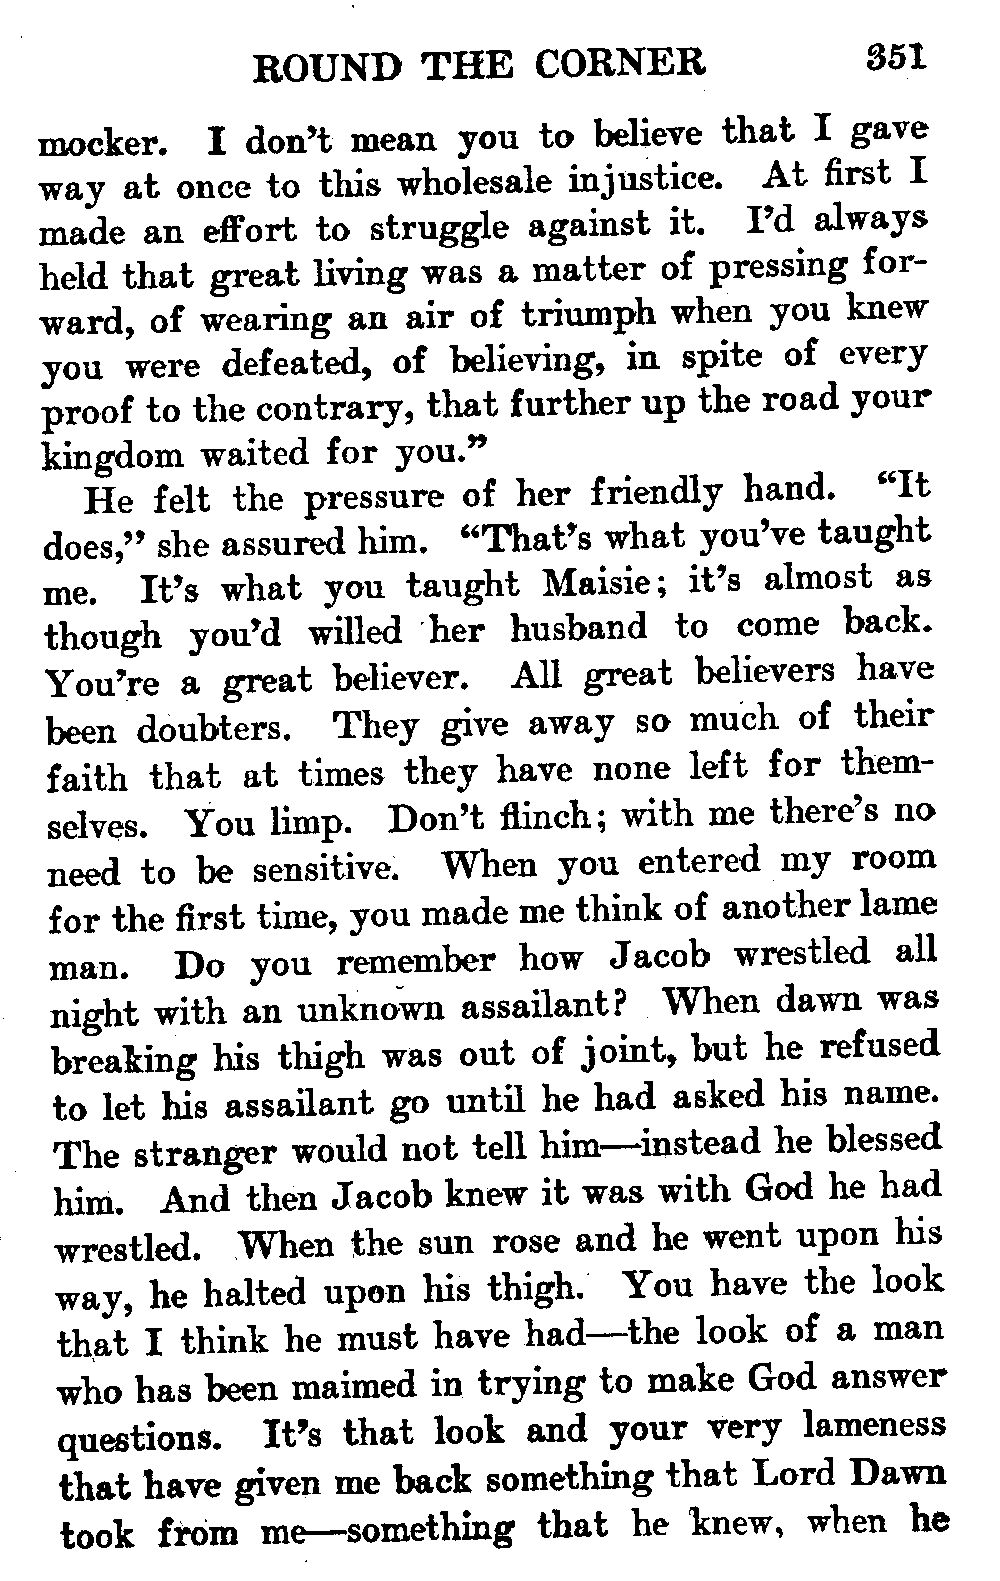 ROUND THE CORNER 351
mocker. I don't mean you to believe that I gave
way at once to this wholesale injustice. At first I
made an effort to struggle against it. I'd always
held that great living was a matter of pressing for-
ward, of wearing an air of triumph when you knew
you were defeated, of believing, in spite of every
proof to the contrary, that further up the road your
kingdom waited for you."
He felt the pressure of her friendly hand. "It
does," she assured him. "That's what you've taught
me. It's what you taught Maisie; it's almost as
though you'd willed her husband to come back.
You're a great believer. All great believers have
been doubters. They give away so much of their
faith that at times they have none left for them-
selves. You limp. Don't flinch; with me there's no
need to be sensitive. When you entered my room
for the first time, you made me think of another lame
man. Do you remember how Jacob wrestled all
night with an unknown assailant? When dawn was
breaking his thigh was out of joint, but he refused
to let his assailant go until he had asked his name.
The stranger would not tell him—instead he blessed
him. And then Jacob knew it was with God he had
wrestled. When the sun rose and he went upon his
way, he halted upon his thigh. You have the look
that I think he must have had—the look of a man
who has been maimed in trying to make God answer
questions. It's that look and your very lameness
that have given me back something that Lord Dawn
took from me—something that he knew, when he